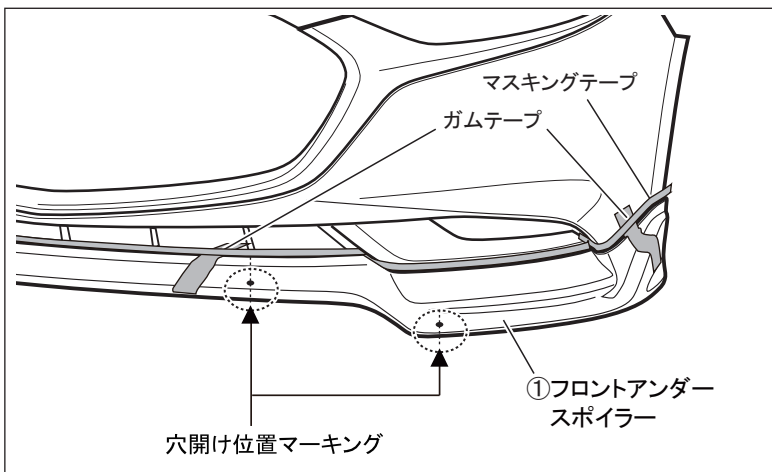 マスキングテープ
ガムテープ
①フロントアンダー
スポイラー
穴開け位置マーキング